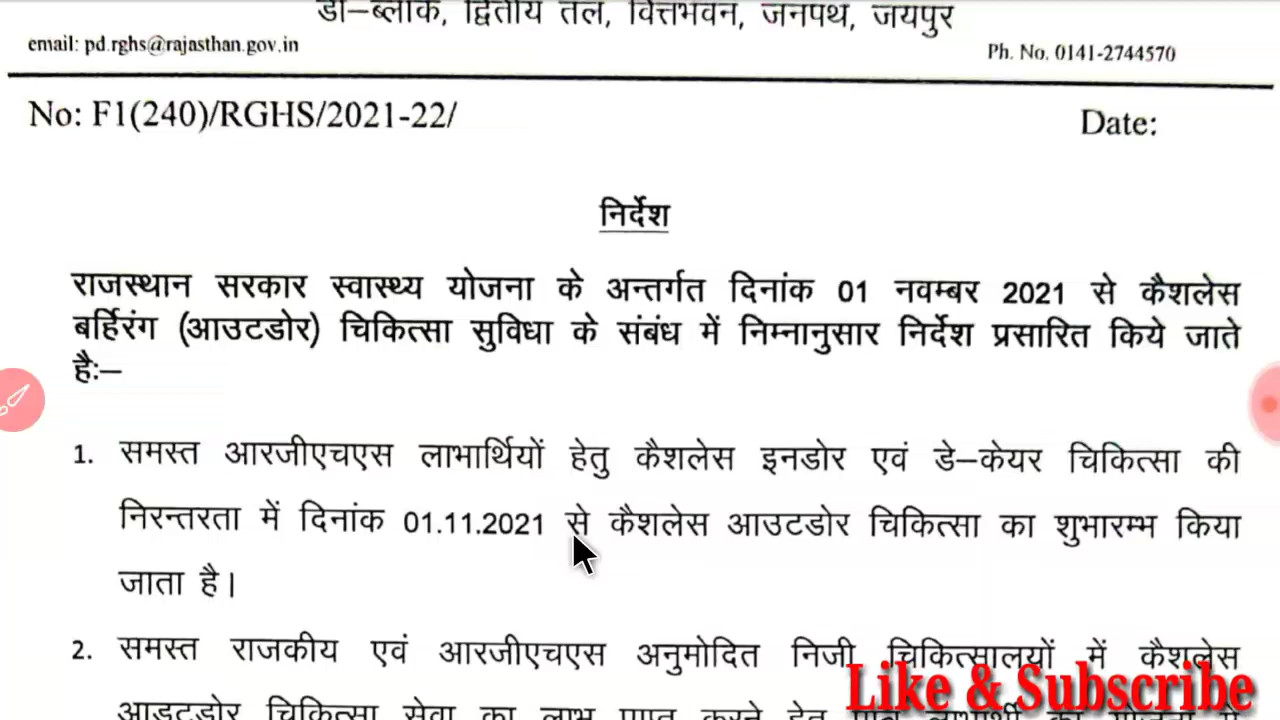 डी–ब्लॉक, द्वितीय तल, वित्तभवन, जनपथ, जयपुर
email: pd.rghs@rajasthan.gov.in
Ph. No. 0141-2744570
No: F1(240)/RGHS/2021-22/
Date:
निर्देश
राजस्थान सरकार स्वास्थ्य योजना के अन्तर्गत दिनांक 01 नवम्बर 2021 से कैशलेस
बर्हिरंग (आउटडोर) चिकित्सा सुविधा के संबंध में निम्नानुसार निर्देश प्रसारित किये जाते
है:–
1. समस्त आरजीएचएस लाभार्थियों हेतु कैशलेस इनडोर एवं डे–केयर चिकित्सा की
निरन्तरता में दिनांक 01.11.2021 से कैशलेस आउटडोर चिकित्सा का शुभारम्भ किया
जाता है।
2. समस्त राजकीय एवं आरजीएचएस अनुमोदित निजी चिकित्सालयों में कैशलेस
चिकित्सा सेवा का लाभ प्राप्त करने हेतु
Like & Subscribe